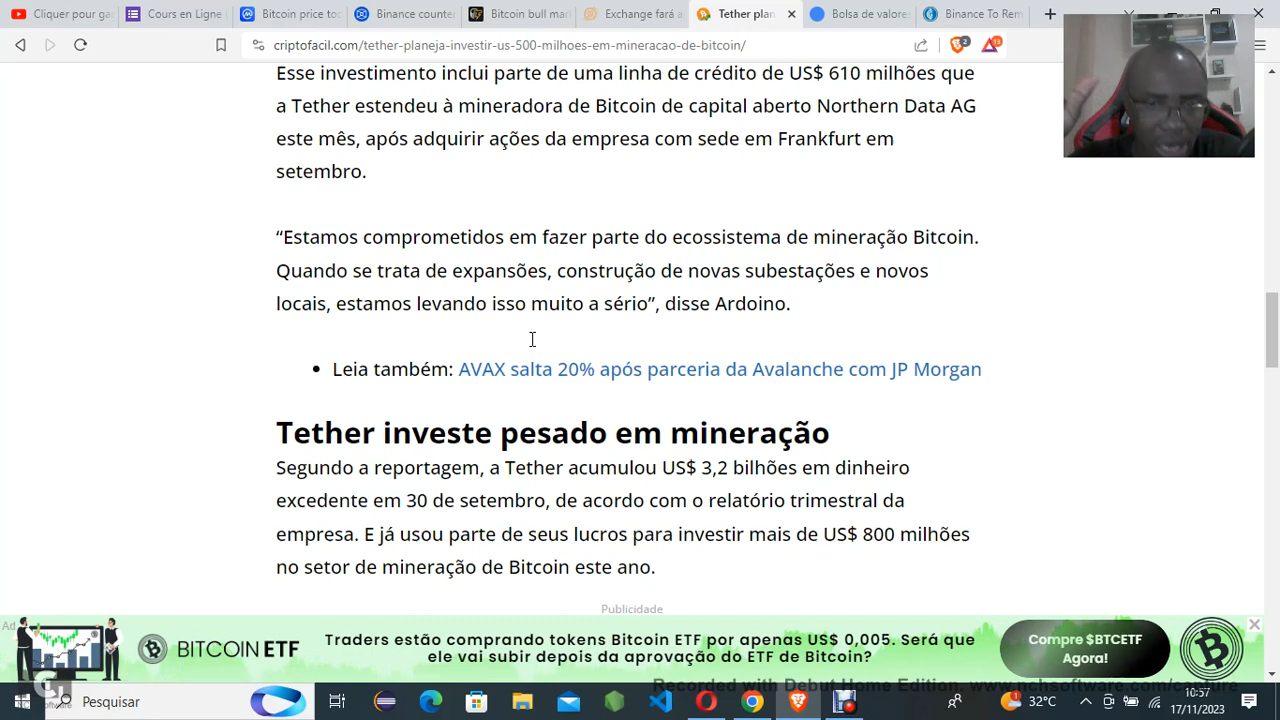 Cliquer pour ga
Cours en Ligne
Bitcoin price to
Binance counte
Bitcoin bull mar
Exchange fará a
Tether plan
Bolsa de valores
Binance To Rem
criptofacil.com/tether-planeja-investir-us-500-milhoes-em-mineracao-de-bitcoin/
2
13
Esse investimento inclui parte de uma linha de crédito de US$ 610 milhões que
a Tether estendeu à mineradora de Bitcoin de capital aberto Northern Data AG
este mês, após adquirir ações da empresa com sede em Frankfurt em
setembro.
“Estamos comprometidos em fazer parte do ecossistema de mineração Bitcoin.
Quando se trata de expansões, construção de novas subestações e novos
locais, estamos levando isso muito a sério”, disse Ardoino.
Leia também: AVAX salta 20% após parceria da Avalanche com JP Morgan
Tether investe pesado em mineração
Segundo a reportagem, a Tether acumulou US$ 3,2 bilhões em dinheiro
excedente em 30 de setembro, de acordo com o relatório trimestral da
empresa. E já usou parte de seus lucros para investir mais de US$ 800 milhões
no setor de mineração de Bitcoin este ano.
Publicidade
Ad
BITCOIN ETF
Traders estão comprando tokens Bitcoin ETF por apenas US$ 0,005. Será que
ele vai subir depois da aprovação do ETF de Bitcoin?
Compre $BTCETF
Agora!
Recorded with Debut Home Edition. www.nchsoftware.com/capture
Pesquisar
32°C
10:57
17/11/2023